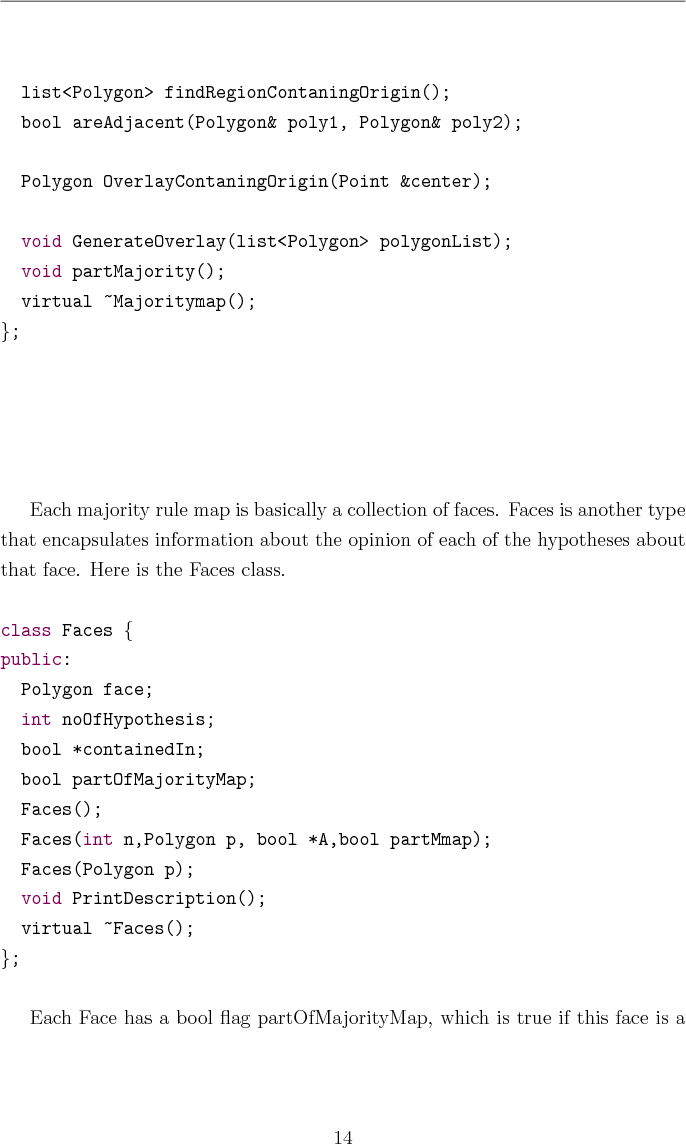 list<Polygon> findRegionContaningOrigin();
bool areAdjacent(Polygon& poly1, Polygon& poly2);
Polygon OverlayContaningOrigin(Point &center);
void GenerateOverlay(list<Polygon> polygonList);
void partMajority();
virtual ~Majoritymap();
};
Each majority rule map is basically a collection of faces. Faces is another type
that encapsulates information about the opinion of each of the hypotheses about
that face. Here is the Faces class.
class Faces {
public:
Polygon face;
int noOfHypothesis;
bool *containedIn;
bool partOfMajorityMap;
Faces();
Faces(int n,Polygon p, bool *A,bool partMmap);
Faces(Polygon p);
void PrintDescription();
virtual ~Faces();
};
Each Face has a bool flag partOfMajorityMap, which is true if this face is a
14